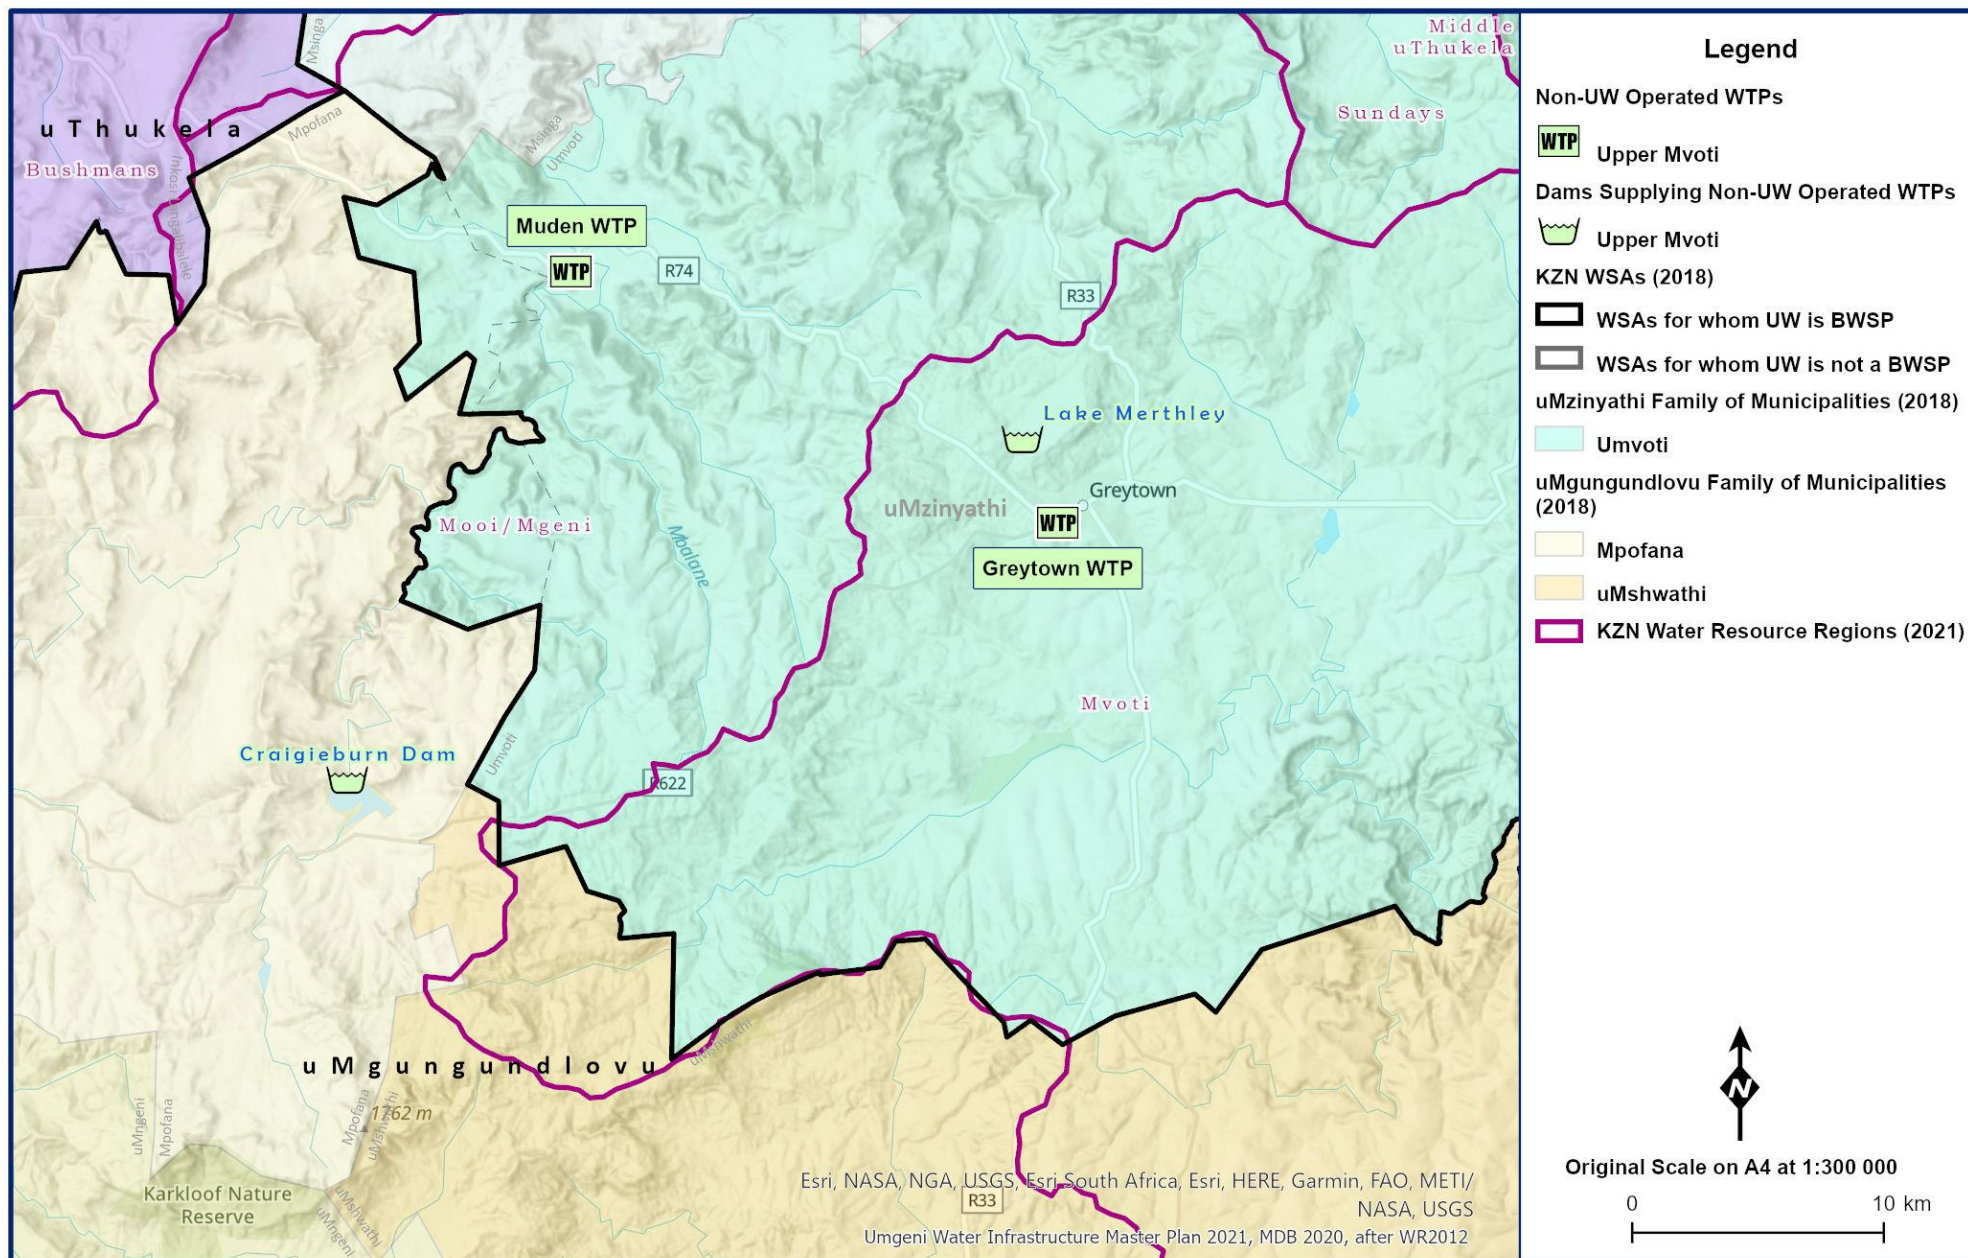 Middle
uThukela
Msinga
Sundays
uThukela
Bushmans
Mpofana
Msinga
Umvoti
Muden WTP
WTP
R74
R33
Lake Merthley
Greytown
uMzinyathi
WTP
Greytown WTP
Mooi/Mgeni
Mbalane
Mvoti
Craigieburn Dam
Umvoti
R622
uMshwathi
uMgungundlovu
1762 m
Mpofana
uMshwathi
uMngeni
Mpofana
Karkloof Nature
Reserve
uMshwathi
uMngeni
R33
Esri, NASA, NGA, USGS, Esri South Africa, Esri, HERE, Garmin, FAO, METI/
NASA, USGS
Umgeni Water Infrastructure Master Plan 2021, MDB 2020, after WR2012
Legend
Non-UW Operated WTPs
WTP Upper Mvoti
Dams Supplying Non-UW Operated WTPs
Upper Mvoti
KZN WSAs (2018)
WSAs for whom UW is BWSP
WSAs for whom UW is not a BWSP
uMzinyathi Family of Municipalities (2018)
Umvoti
uMgungundlovu Family of Municipalities
(2018)
Mpofana
uMshwathi
KZN Water Resource Regions (2021)
N
Original Scale on A4 at 1:300 000
0 10 km